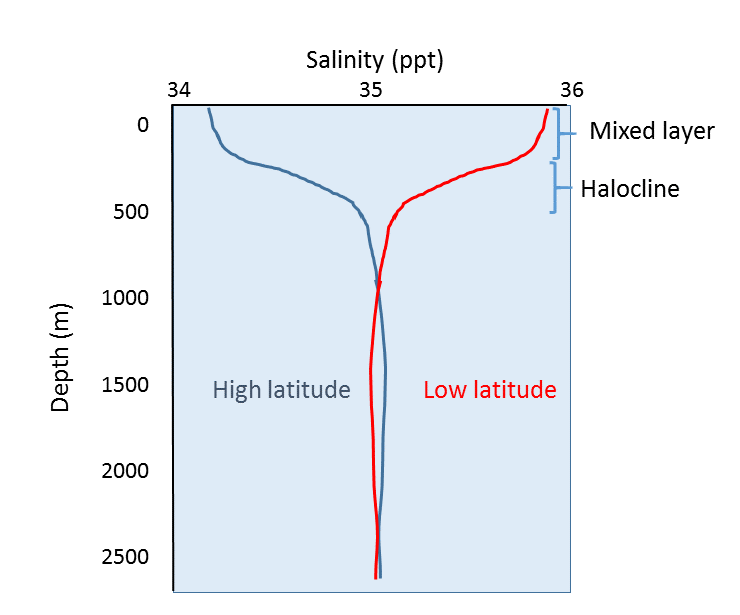 Salinity (ppt)
34
35
36
0
Mixed layer
Halocline
500
1000
Depth (m)
1500
High latitude
Low latitude
2000
2500